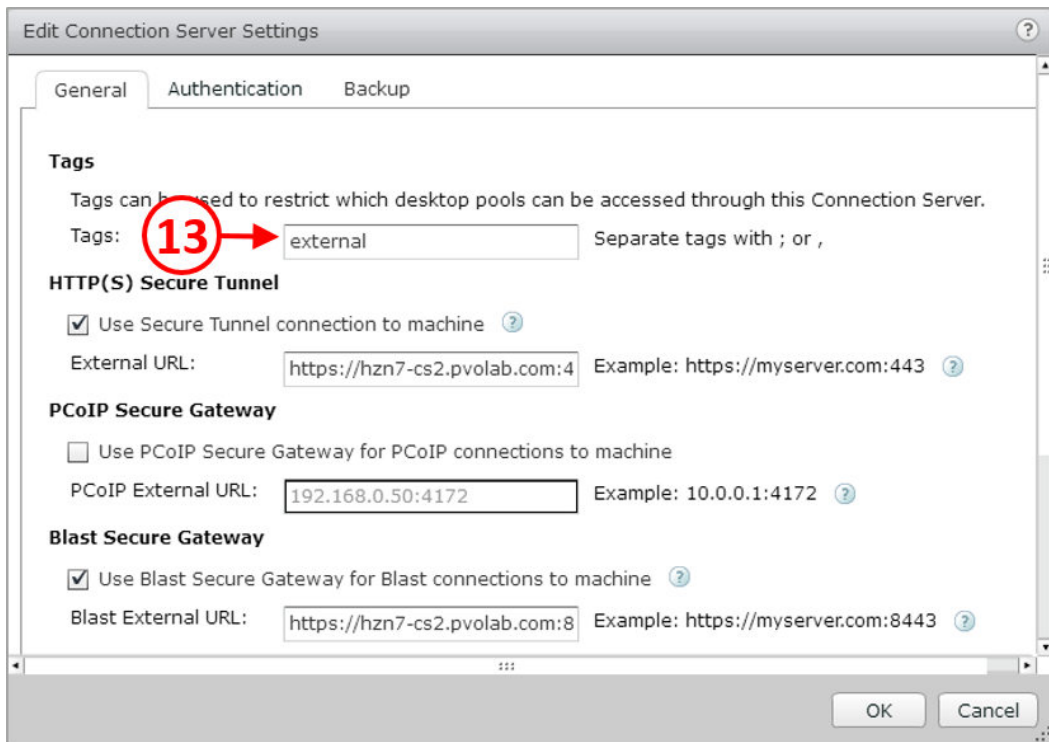 Edit Connection Server Settings ?
General Authentication Backup
Tags
Tags can be used to restrict which desktop pools can be accessed through this Connection Server.
Tags: 13 external Separate tags with ; or ,
HTTP(S) Secure Tunnel
Use Secure Tunnel connection to machine ?
External URL: https://hzn7-cs2.pvolab.com:4 Example: https://myserver.com:443 ?
PCoIP Secure Gateway
Use PCoIP Secure Gateway for PCoIP connections to machine
PCoIP External URL: 192.168.0.50:4172 Example: 10.0.0.1:4172 ?
Blast Secure Gateway
Use Blast Secure Gateway for Blast connections to machine ?
Blast External URL: https://hzn7-cs2.pvolab.com:8 Example: https://myserver.com:8443 ?
OK Cancel